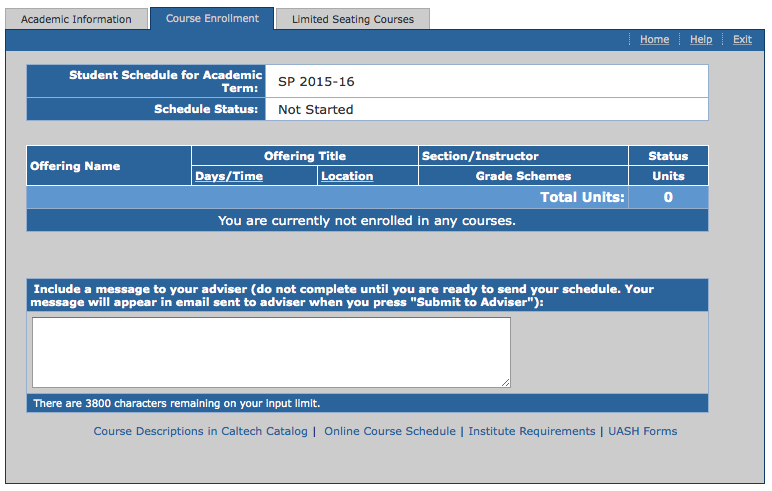 Academic Information Course Enrollment Limited Seating Courses
Home Help Exit
Student Schedule for Academic Term: SP 2015-16
Schedule Status: Not Started
Offering Name Offering Title Section/Instructor Status
Days/Time Location Grade Schemes Units
Total Units: 0
You are currently not enrolled in any courses.
Include a message to your adviser (do not complete until you are ready to send your schedule. Your
message will appear in email sent to adviser when you press "Submit to Adviser"):
There are 3800 characters remaining on your input limit.
Course Descriptions in Caltech Catalog | Online Course Schedule | Institute Requirements | UASH Forms